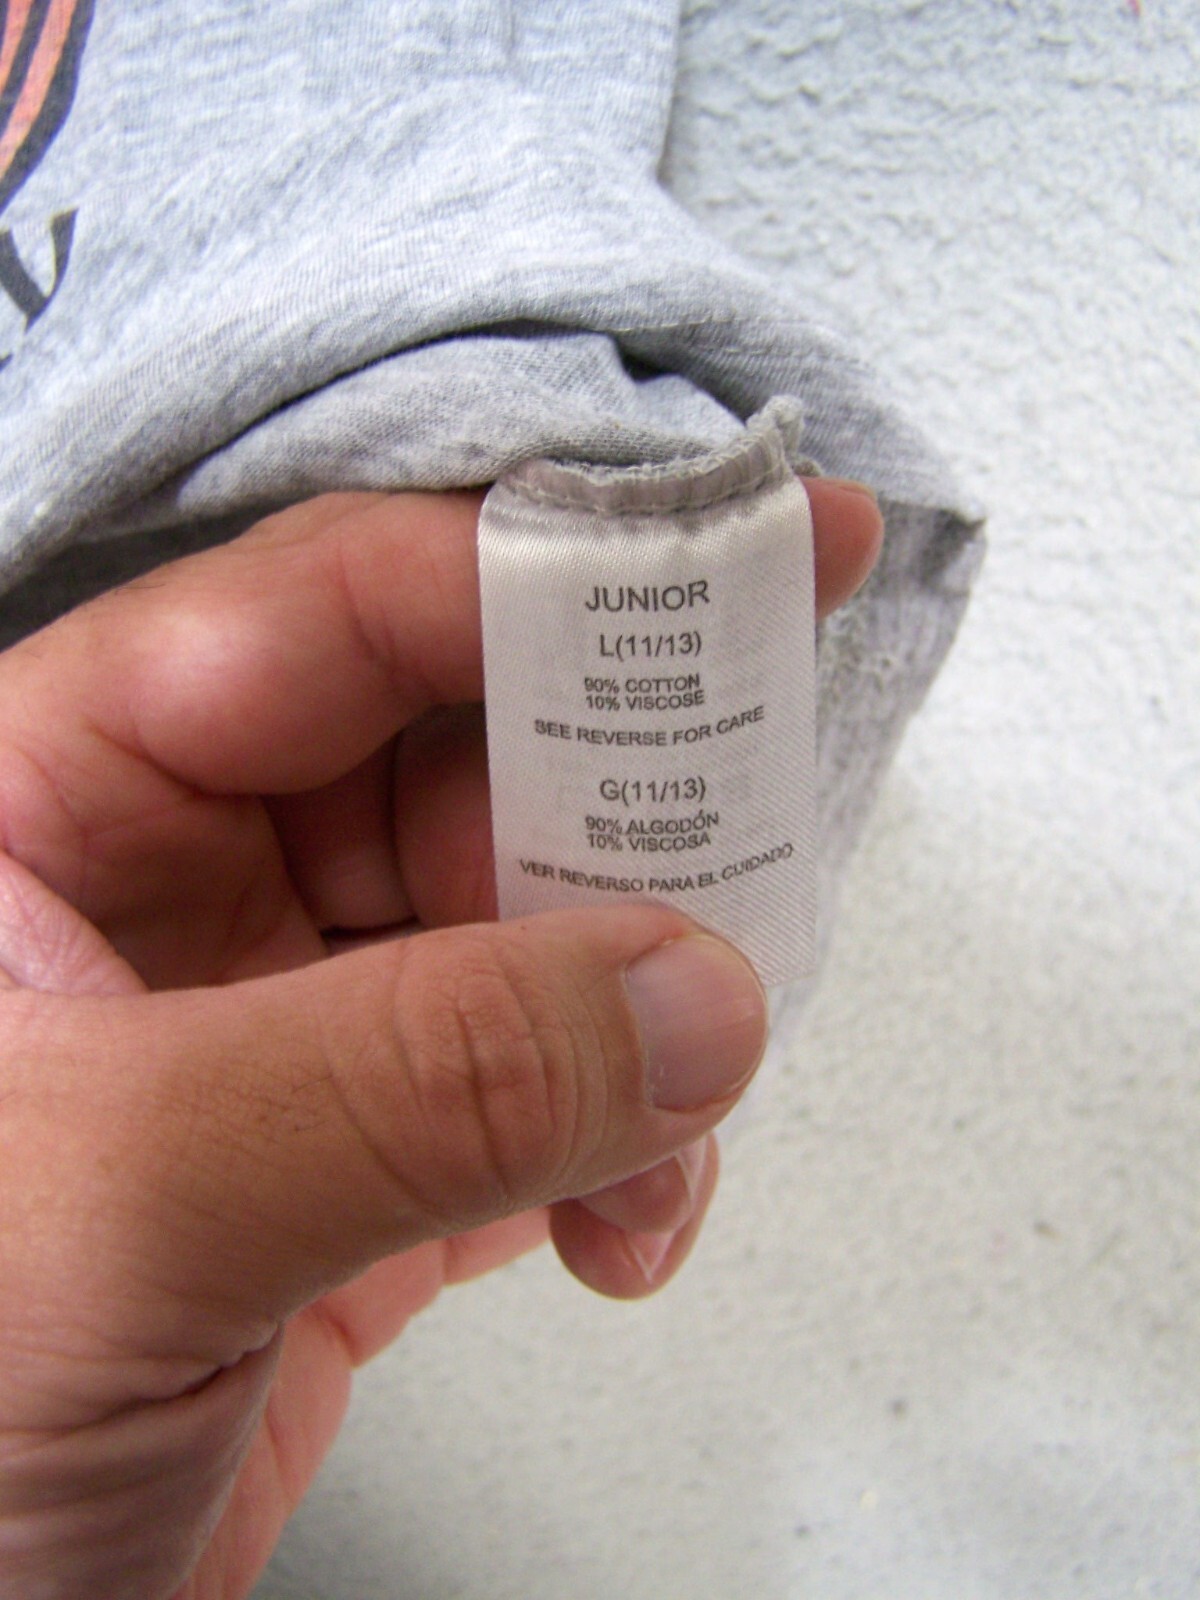 JUNIOR
L(11/13)
90% COTTON
10% VISCOSE
SEE REVERSE FOR CARE
G(11/13)
90% ALGODÓN
10% VISCOSA
VER REVERSO PARA EL CUIDADO